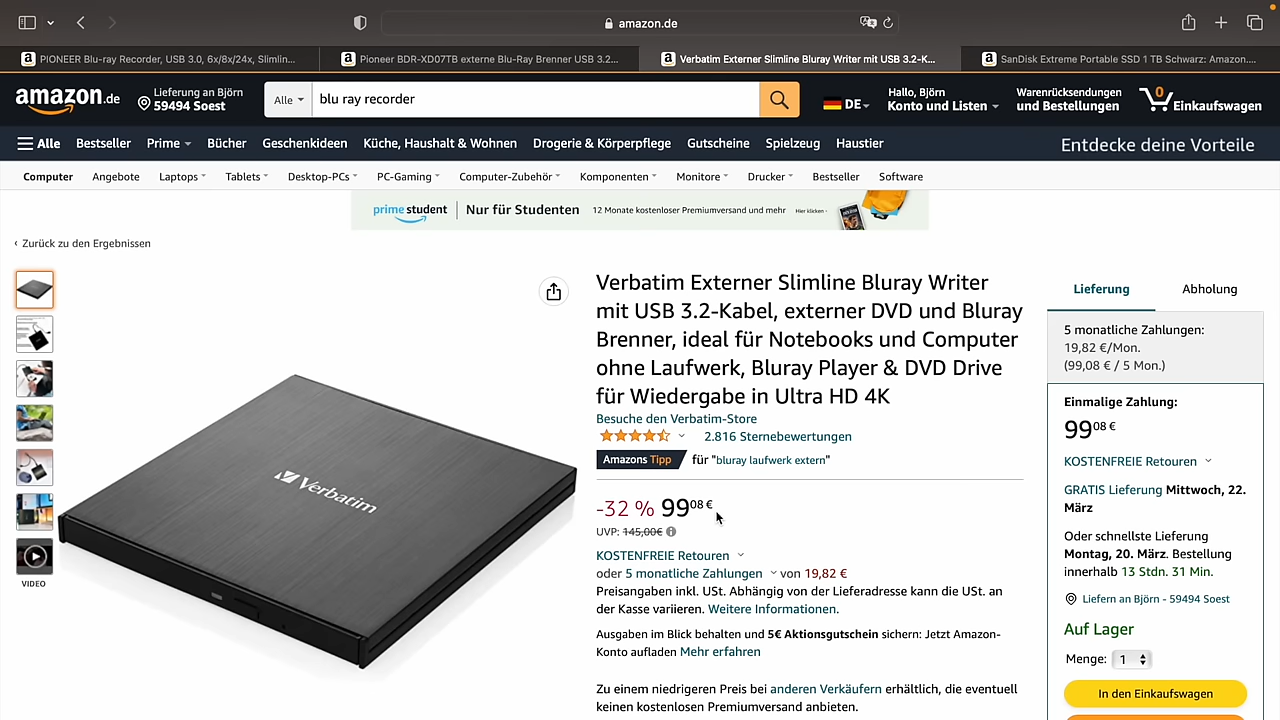 amazon.de
PIONEER Blu-ray Recorder, USB 3.0, 6x/8x/24x, Slimlin...
Pioneer BDR-XD07TB externe Blu-Ray Brenner USB 3.2...
Verbatim Externer Slimline Bluray Writer mit USB 3.2-K...
SanDisk Extreme Portable SSD 1 TB Schwarz: Amazon....
amazon.de
Lieferung an Björn
59494 Soest
Alle
blu ray recorder
DE
Hallo, Björn
Konto und Listen
Warenrücksendungen
und Bestellungen
0
Einkaufswagen
Alle
Bestseller
Prime
Bücher
Geschenkideen
Küche, Haushalt & Wohnen
Drogerie & Körperpflege
Gutscheine
Spielzeug
Haustier
Entdecke deine Vorteile
Computer
Angebote
Laptops
Tablets
Desktop-PCs
PC-Gaming
Computer-Zubehör
Komponenten
Monitore
Drucker
Bestseller
Software
prime student
Nur für Studenten
12 Monate kostenloser Premiumversand und mehr
Hier klicken ›
‹ Zurück zu den Ergebnissen
VIDEO
Verbatim
Verbatim Externer Slimline Bluray Writer
mit USB 3.2-Kabel, externer DVD und Bluray
Brenner, ideal für Notebooks und Computer
ohne Laufwerk, Bluray Player & DVD Drive
für Wiedergabe in Ultra HD 4K
Besuche den Verbatim-Store
2.816 Sternebewertungen
Amazons Tipp für "bluray laufwerk extern"
-32 % 99 08 €
UVP: 145,00€
KOSTENFREIE Retouren
oder 5 monatliche Zahlungen von 19,82 €
Preisangaben inkl. USt. Abhängig von der Lieferadresse kann die USt. an
der Kasse variieren. Weitere Informationen.
Ausgaben im Blick behalten und 5€ Aktionsgutschein sichern: Jetzt Amazon-
Konto aufladen Mehr erfahren
Zu einem niedrigeren Preis bei anderen Verkäufern erhältlich, die eventuell
keinen kostenlosen Premiumversand anbieten.
Lieferung
Abholung
5 monatliche Zahlungen:
19,82 €/Mon.
(99,08 € / 5 Mon.)
Einmalige Zahlung:
99 08 €
KOSTENFREIE Retouren
GRATIS Lieferung Mittwoch, 22.
März
Oder schnellste Lieferung
Montag, 20. März. Bestellung
innerhalb 13 Stdn. 31 Min.
Liefern an Björn - 59494 Soest
Auf Lager
Menge: 1
In den Einkaufswagen